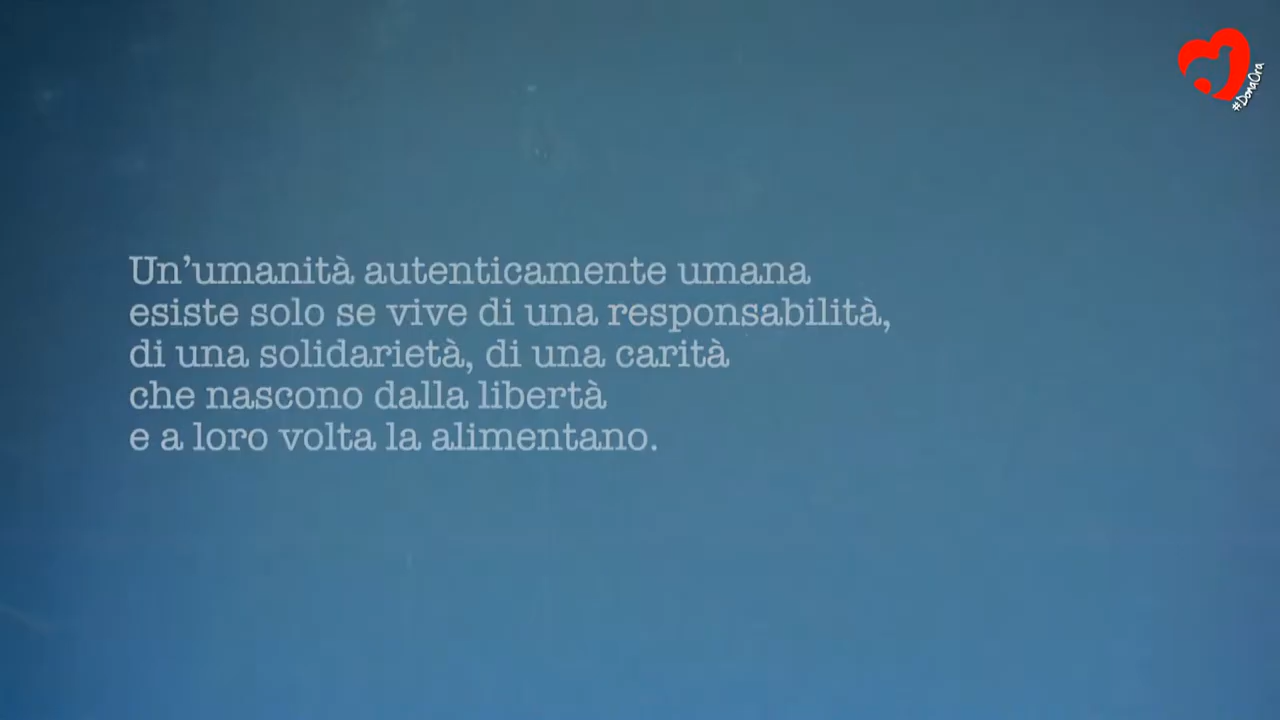 #DonaOra
Un’umanità autenticamente umana
esiste solo se vive di una responsabilità,
di una solidarietà, di una carità
che nascono dalla libertà
e a loro volta la alimentano.